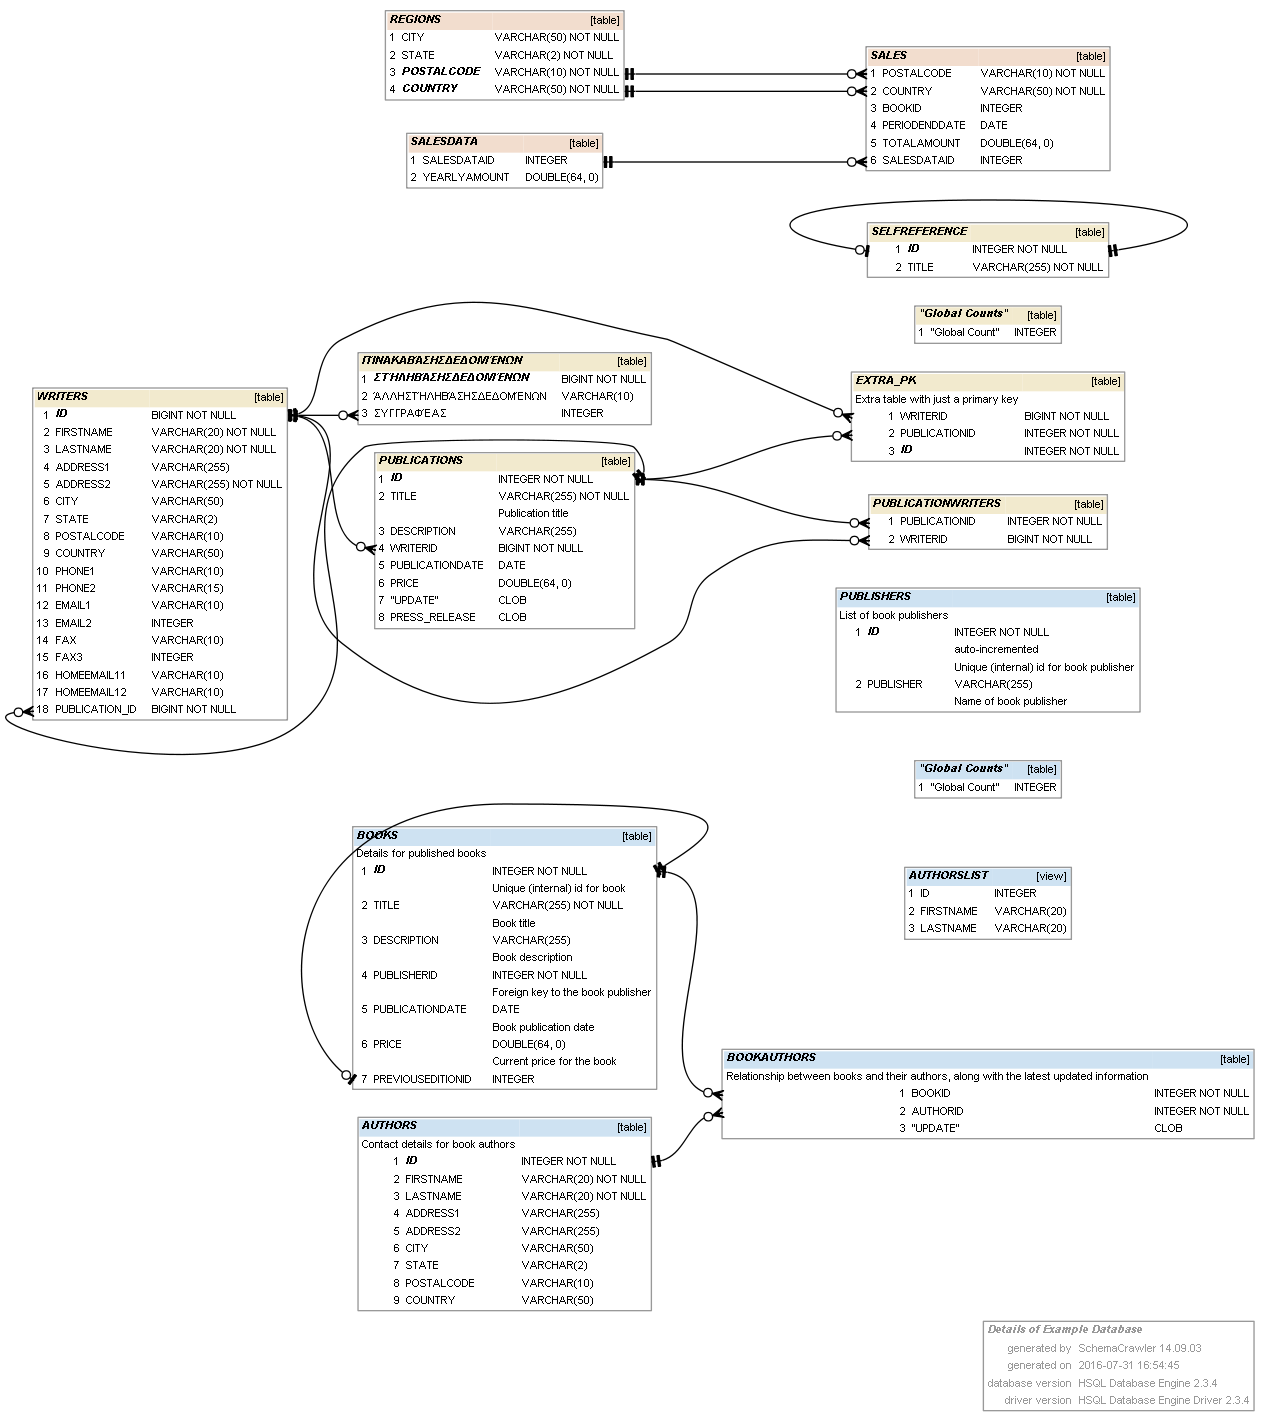 REGIONS [table]
1 CITY VARCHAR(50) NOT NULL
2 STATE VARCHAR(2) NOT NULL
3 POSTALCODE VARCHAR(10) NOT NULL
4 COUNTRY VARCHAR(50) NOT NULL
SALES [table]
1 POSTALCODE VARCHAR(10) NOT NULL
2 COUNTRY VARCHAR(50) NOT NULL
3 BOOKID INTEGER
4 PERIODENDDATE DATE
5 TOTALAMOUNT DOUBLE(64, 0)
6 SALESDATAID INTEGER
SALESDATA [table]
1 SALESDATAID INTEGER
2 YEARLYAMOUNT DOUBLE(64, 0)
SELFREFERENCE [table]
1 ID INTEGER NOT NULL
2 TITLE VARCHAR(255) NOT NULL
"Global Counts" [table]
1 "Global Count" INTEGER
ΠΊΝΑΚΑΒΆΣΗΣΔΕΔΟΜΈΝΩΝ [table]
1 ΣΤΉΛΗΒΆΣΗΣΔΕΔΟΜΈΝΩΝ BIGINT NOT NULL
2 ΆΛΛΗΣΤΉΛΗΒΆΣΗΣΔΕΔΟΜΈΝΩΝ VARCHAR(10)
3 ΣΥΓΓΡΑΦΈΑΣ INTEGER
EXTRA_PK [table]
Extra table with just a primary key
1 WRITERID BIGINT NOT NULL
2 PUBLICATIONID INTEGER NOT NULL
3 ID INTEGER NOT NULL
WRITERS [table]
1 ID BIGINT NOT NULL
2 FIRSTNAME VARCHAR(20) NOT NULL
3 LASTNAME VARCHAR(20) NOT NULL
4 ADDRESS1 VARCHAR(255)
5 ADDRESS2 VARCHAR(255) NOT NULL
6 CITY VARCHAR(50)
7 STATE VARCHAR(2)
8 POSTALCODE VARCHAR(10)
9 COUNTRY VARCHAR(50)
10 PHONE1 VARCHAR(10)
11 PHONE2 VARCHAR(15)
12 EMAIL1 VARCHAR(10)
13 EMAIL2 INTEGER
14 FAX VARCHAR(10)
15 FAX3 INTEGER
16 HOMEEMAIL11 VARCHAR(10)
17 HOMEEMAIL12 VARCHAR(10)
18 PUBLICATION_ID BIGINT NOT NULL
PUBLICATIONS [table]
1 ID INTEGER NOT NULL
2 TITLE VARCHAR(255) NOT NULL
Publication title
3 DESCRIPTION VARCHAR(255)
4 WRITERID BIGINT NOT NULL
5 PUBLICATIONDATE DATE
6 PRICE DOUBLE(64, 0)
7 "UPDATE" CLOB
8 PRESS_RELEASE CLOB
PUBLICATIONWRITERS [table]
1 PUBLICATIONID INTEGER NOT NULL
2 WRITERID BIGINT NOT NULL
PUBLISHERS [table]
List of book publishers
1 ID INTEGER NOT NULL
auto-incremented
Unique (internal) id for book publisher
2 PUBLISHER VARCHAR(255)
Name of book publisher
"Global Counts" [table]
1 "Global Count" INTEGER
BOOKS [table]
Details for published books
1 ID INTEGER NOT NULL
Unique (internal) id for book
2 TITLE VARCHAR(255) NOT NULL
Book title
3 DESCRIPTION VARCHAR(255)
Book description
4 PUBLISHERID INTEGER NOT NULL
Foreign key to the book publisher
5 PUBLICATIONDATE DATE
Book publication date
6 PRICE DOUBLE(64, 0)
Current price for the book
7 PREVIOUSEDITIONID INTEGER
AUTHORSLIST [view]
1 ID INTEGER
2 FIRSTNAME VARCHAR(20)
3 LASTNAME VARCHAR(20)
BOOKAUTHORS [table]
Relationship between books and their authors, along with the latest updated information
1 BOOKID INTEGER NOT NULL
2 AUTHORID INTEGER NOT NULL
3 "UPDATE" CLOB
AUTHORS [table]
Contact details for book authors
1 ID INTEGER NOT NULL
2 FIRSTNAME VARCHAR(20) NOT NULL
3 LASTNAME VARCHAR(20) NOT NULL
4 ADDRESS1 VARCHAR(255)
5 ADDRESS2 VARCHAR(255)
6 CITY VARCHAR(50)
7 STATE VARCHAR(2)
8 POSTALCODE VARCHAR(10)
9 COUNTRY VARCHAR(50)
Details of Example Database
generated by SchemaCrawler 14.09.03
generated on 2016-07-31 16:54:45
database version HSQL Database Engine 2.3.4
driver version HSQL Database Engine Driver 2.3.4